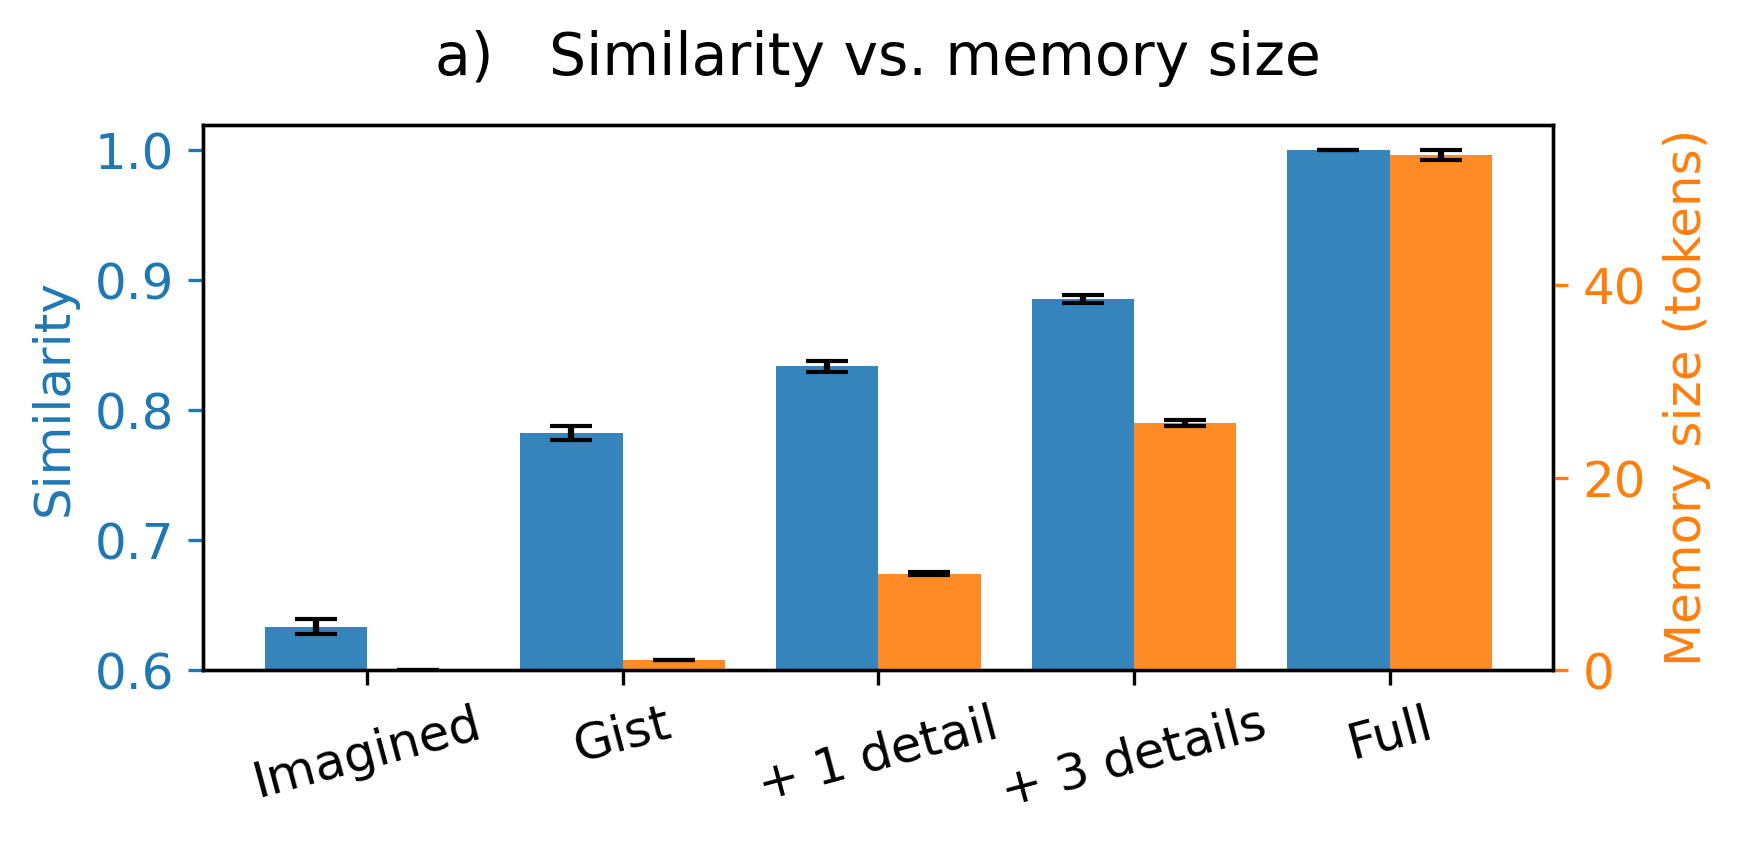 a)   Similarity vs. memory size
Similarity
1.0
0.9
0.8
0.7
0.6
40
20
0
Memory size (tokens)
Imagined
Gist
+ 1 detail
+ 3 details
Full